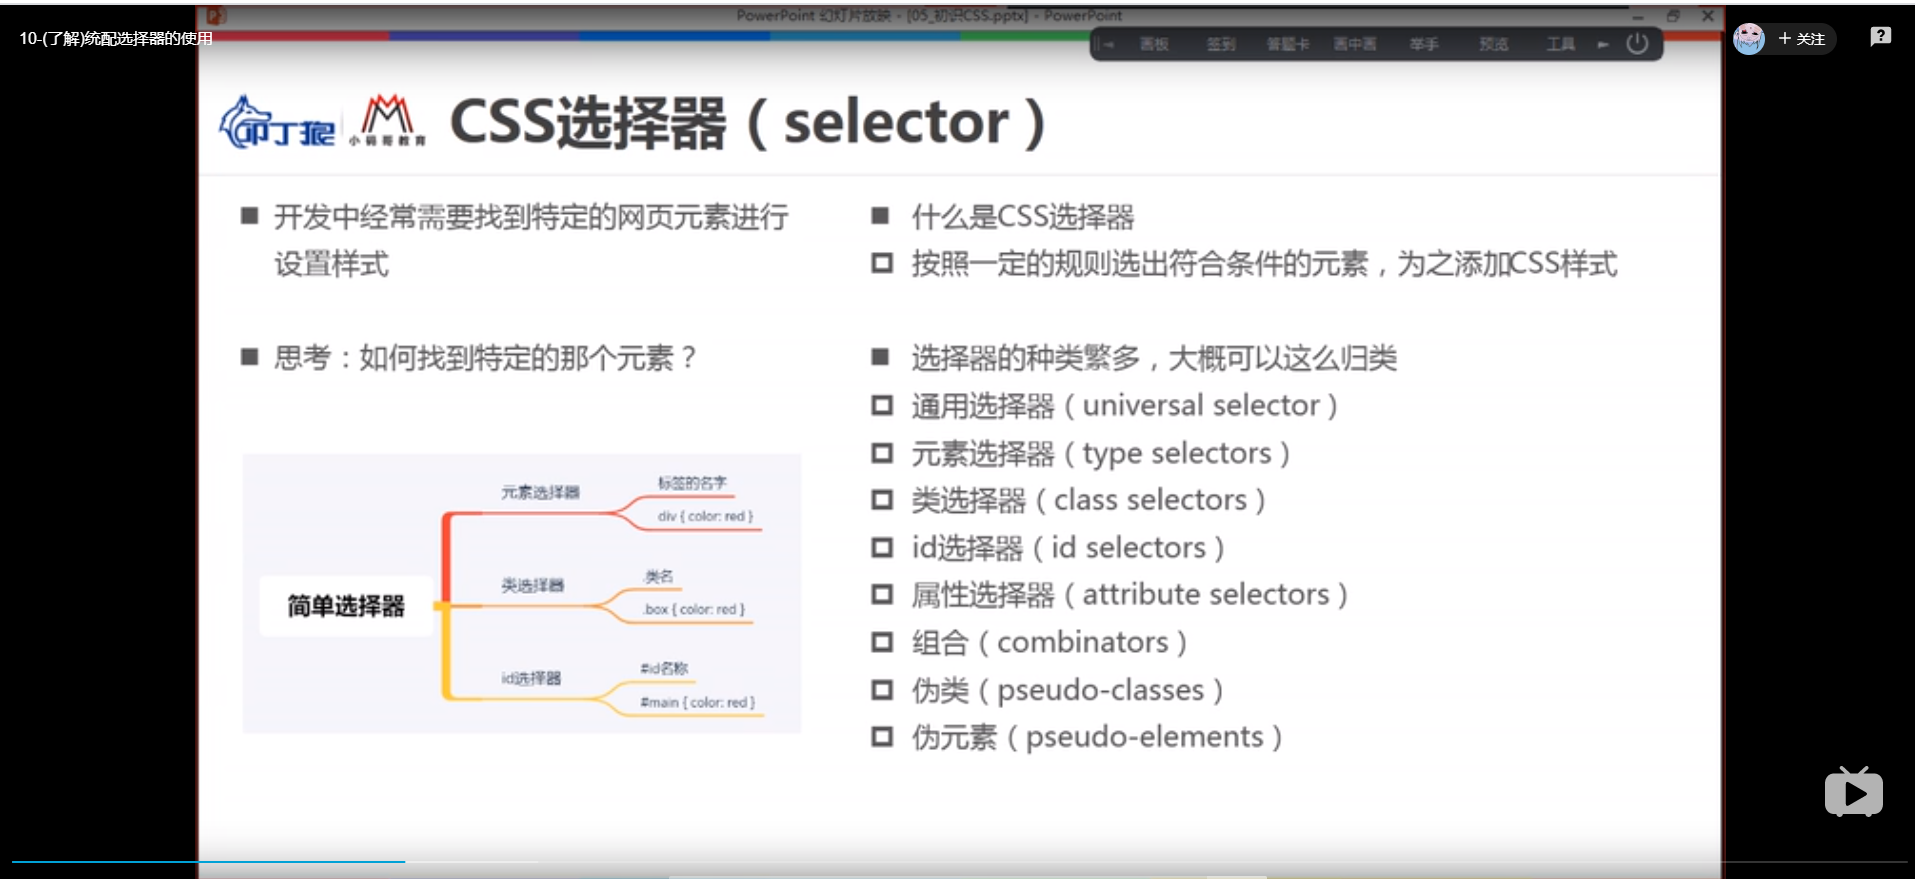 PowerPoint 幻灯片放映 - [05_初识CSS.pptx] - PowerPoint
10-(了解)统配选择器的使用
画板 签到 答题卡 画中画 举手 预览 工具
+ 关注
叩丁狼 小码哥教育
CSS选择器（selector）
■ 开发中经常需要找到特定的网页元素进行
设置样式
■ 思考：如何找到特定的那个元素？
简单选择器
元素选择器
标签的名字
div { color: red }
类选择器
.类名
.box { color: red }
id选择器
#id名称
#main { color: red }
■ 什么是CSS选择器
按照一定的规则选出符合条件的元素，为之添加CSS样式
■ 选择器的种类繁多，大概可以这么归类
通用选择器（universal selector）
元素选择器（type selectors）
类选择器（class selectors）
id选择器（id selectors）
属性选择器（attribute selectors）
组合（combinators）
伪类（pseudo-classes）
伪元素（pseudo-elements）